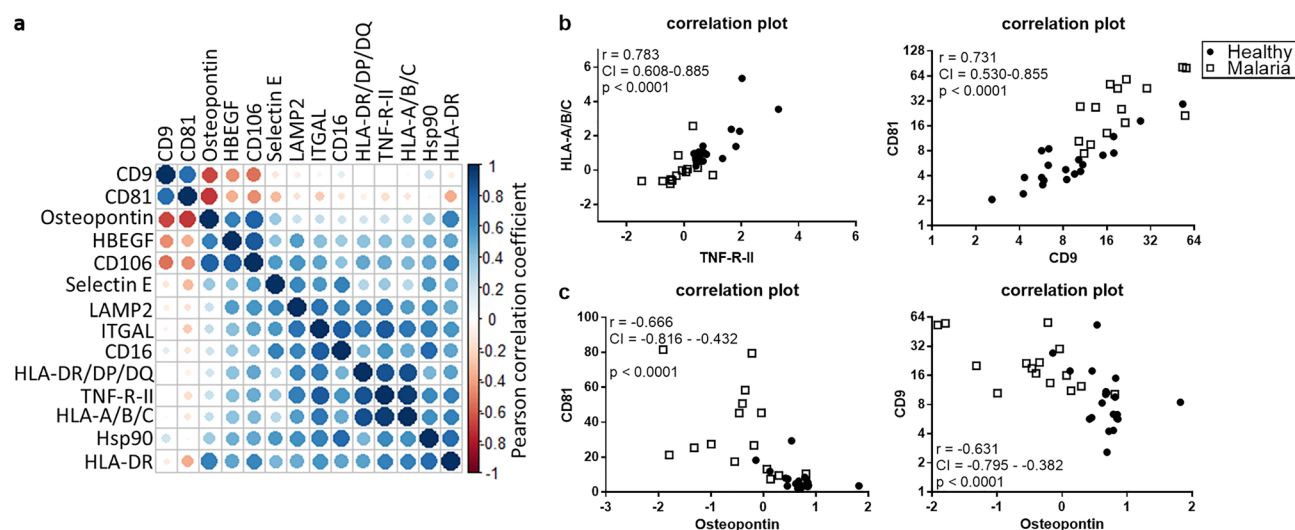 a
CD9
CD81
Osteopontin
HBEGF
CD106
Selectin E
LAMP2
ITGAL
CD16
HLA-DR/DP/DQ
TNF-R-II
HLA-A/B/C
Hsp90
HLA-DR
CD9
CD81
Osteopontin
HBEGF
CD106
Selectin E
LAMP2
ITGAL
CD16
HLA-DR/DP/DQ
TNF-R-II
HLA-A/B/C
Hsp90
HLA-DR
1
0.8
0.6
0.4
0.2
0
-0.2
-0.4
-0.6
-0.8
-1
Pearson correlation coefficient
b
correlation plot
r = 0.783
CI = 0.608-0.885
p < 0.0001
HLA-A/B/C
6
4
2
0
-2
-2 0 2 4 6
TNF-R-II
correlation plot
r = 0.731
CI = 0.530-0.855
p < 0.0001
CD81
128
64
32
16
8
4
2
1
1 2 4 8 16 32 64
CD9
Healthy
Malaria
c
correlation plot
r = -0.666
CI = -0.816 - -0.432
p < 0.0001
CD81
100
80
60
40
20
0
-3 -2 -1 0 1 2
Osteopontin
correlation plot
CD9
64
32
16
8
4
2
1
r = -0.631
CI = -0.795 - -0.382
p < 0.0001
-2 -1 0 1 2
Osteopontin